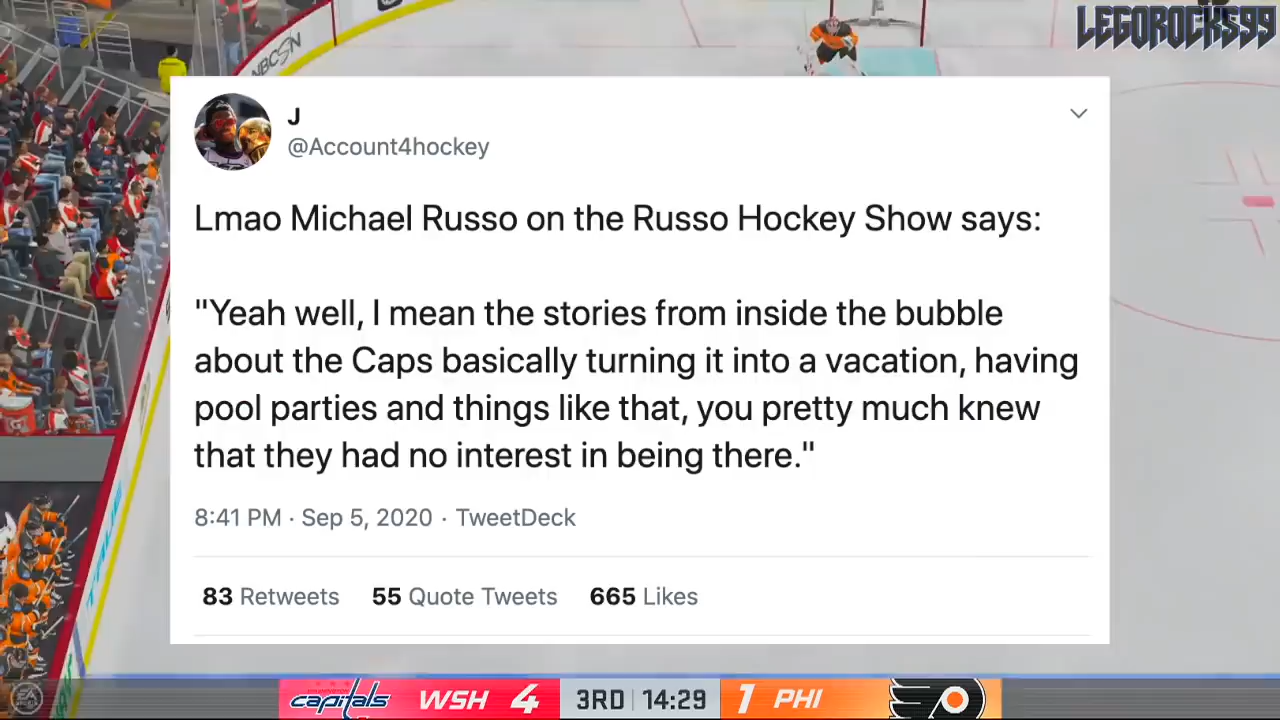 LEGOROCKS99
NBCSN
J
@Account4hockey
Lmao Michael Russo on the Russo Hockey Show says:
"Yeah well, I mean the stories from inside the bubble
about the Caps basically turning it into a vacation, having
pool parties and things like that, you pretty much knew
that they had no interest in being there."
8:41 PM · Sep 5, 2020 · TweetDeck
83 Retweets 55 Quote Tweets 665 Likes
capitals WSH 4 3RD 14:29 1 PHI